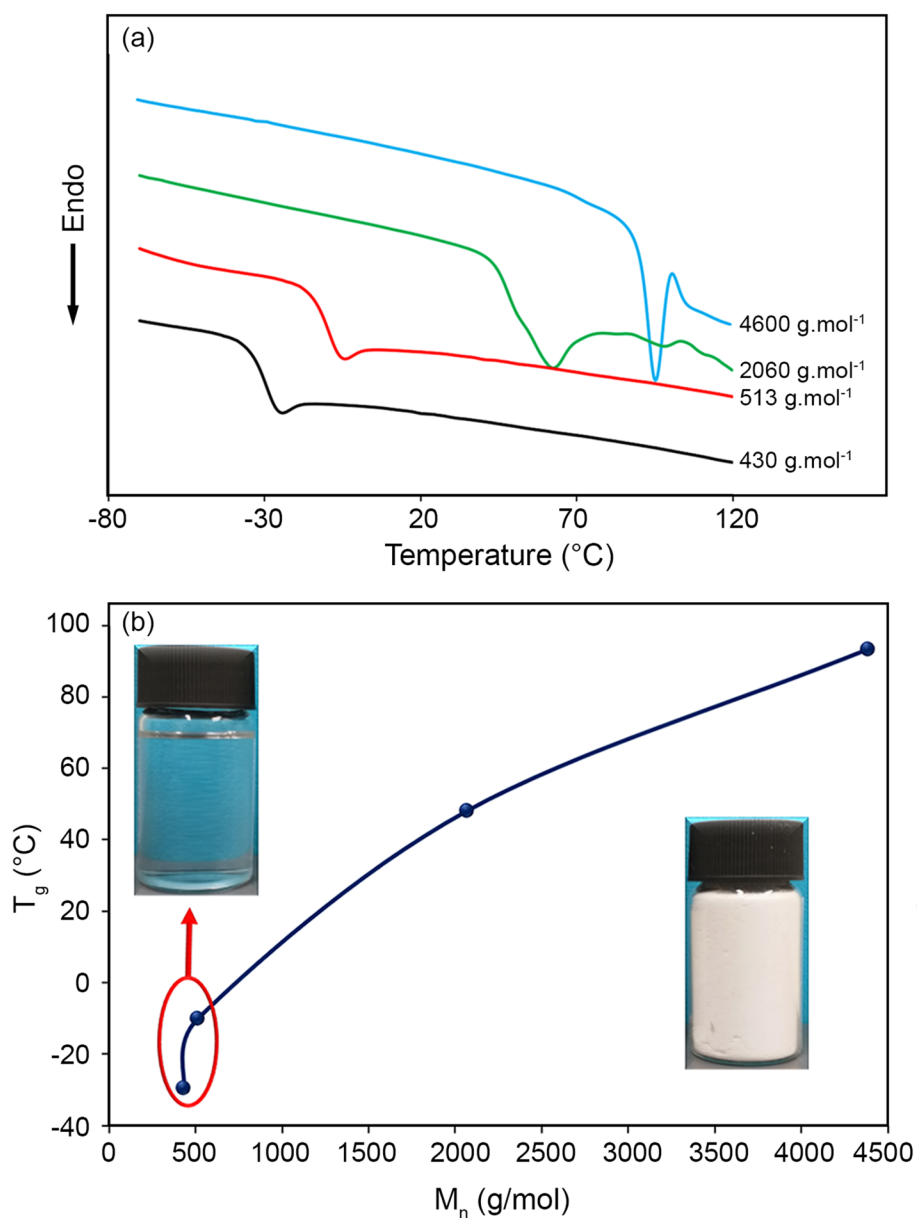 (a)
Endo
4600 g.mol⁻¹
2060 g.mol⁻¹
513 g.mol⁻¹
430 g.mol⁻¹
-80 -30 20 70 120
Temperature (°C)
(b)
100
80
60
40
20
0
-20
-40
Tg (°C)
0 500 1000 1500 2000 2500 3000 3500 4000 4500
Mn (g/mol)